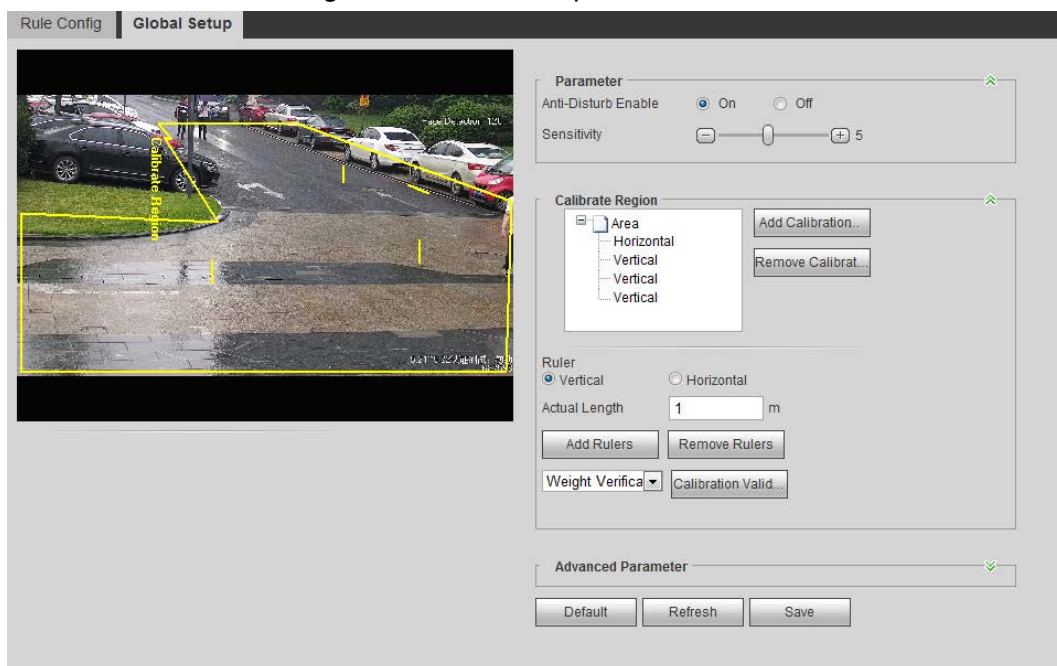 Rule Config Global Setup
Calibrate Region
Parameter
Anti-Disturb Enable On Off
Sensitivity 5
Calibrate Region
Area
Horizontal
Vertical
Vertical
Vertical
Add Calibration..
Remove Calibrat...
Ruler
Vertical Horizontal
Actual Length 1 m
Add Rulers Remove Rulers
Weight Verifica Calibration Valid...
Advanced Parameter
Default Refresh Save